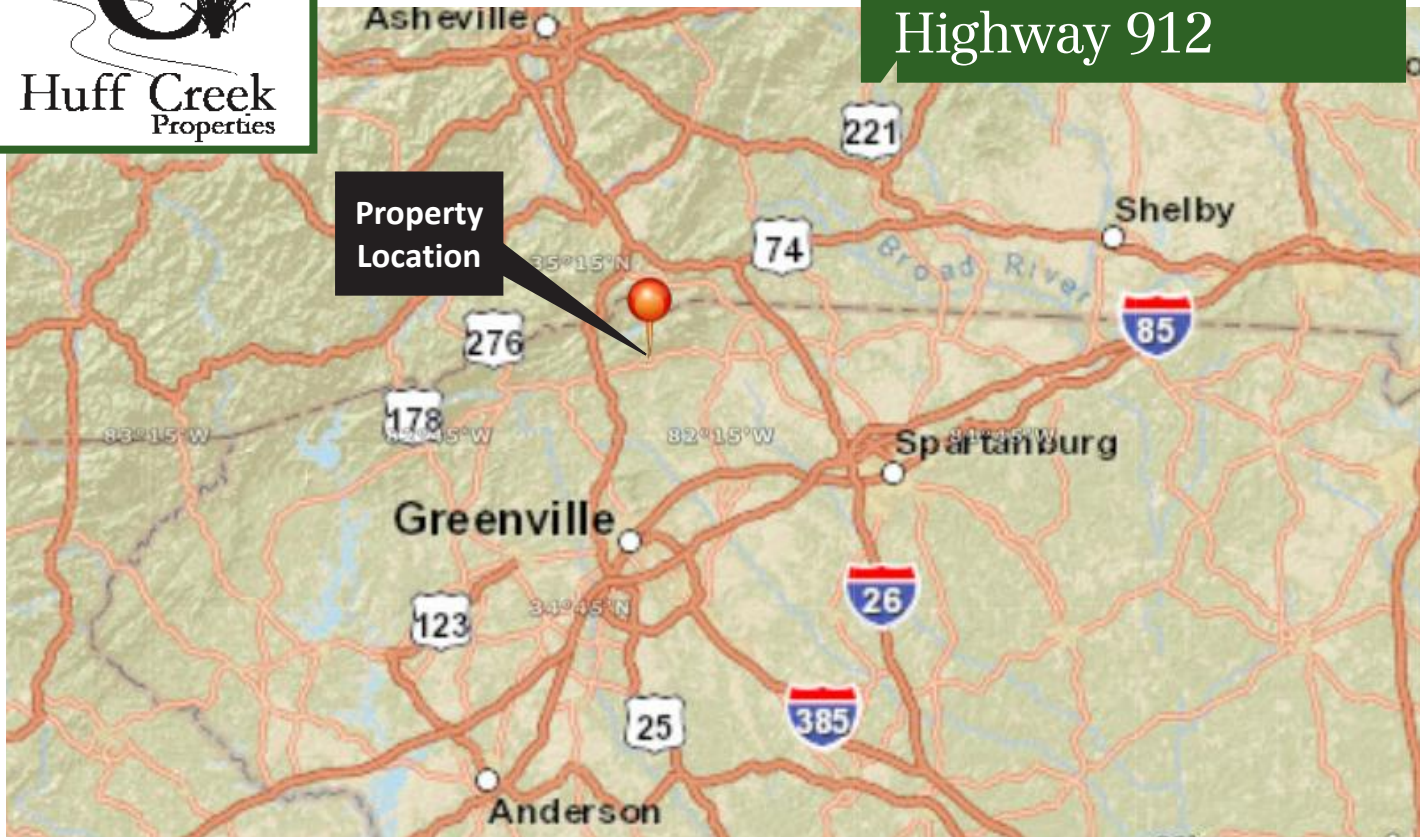 Huff Creek
Properties
Highway 912
Asheville
221
Shelby
Property
Location
74
35°15'N
Broad River
85
276
178
83°15'W
82°15'W
Spartanburg
Greenville
26
34°45'N
123
385
25
Anderson